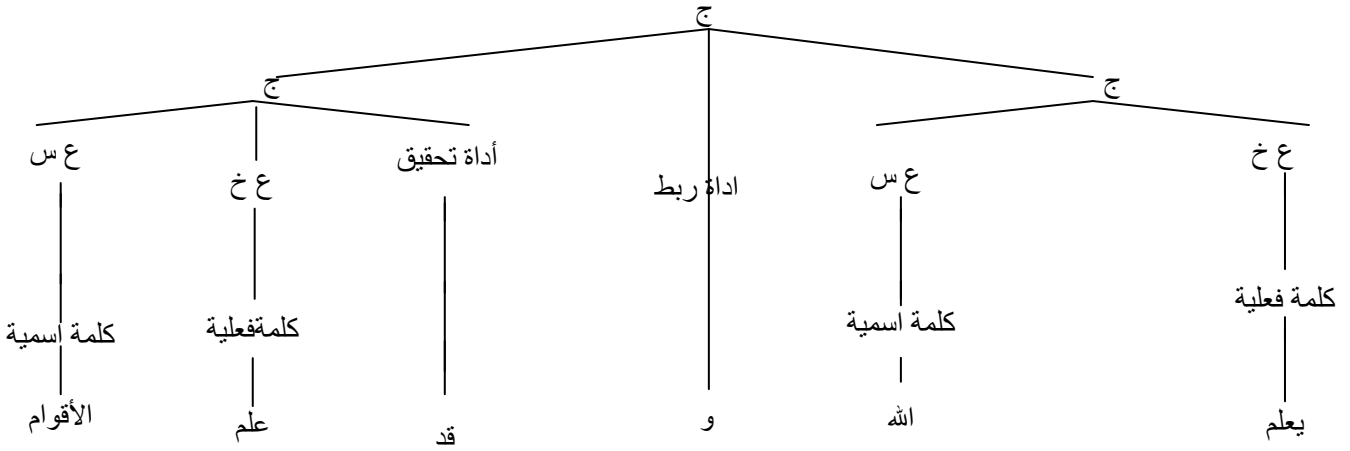 ج
ج ج
ع خ ع س اداة ربط أداة تحقيق ع خ ع س
كلمة فعلية كلمة اسمية كلمةفعلية كلمة اسمية
يعلم الله و قد علم الأقوام